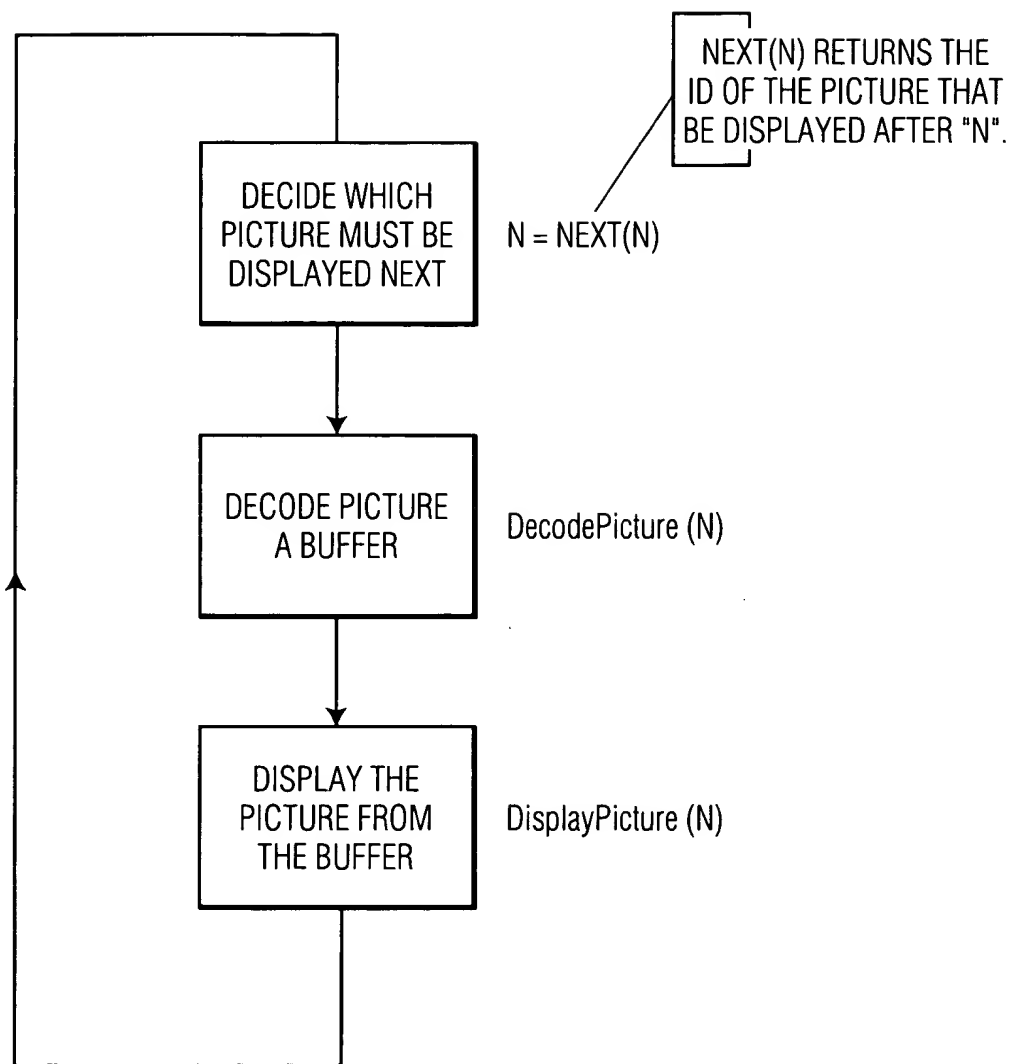 NEXT(N) RETURNS THE
ID OF THE PICTURE THAT
BE DISPLAYED AFTER "N".
DECIDE WHICH
PICTURE MUST BE
DISPLAYED NEXT
N = NEXT(N)
DECODE PICTURE
A BUFFER
DecodePicture (N)
DISPLAY THE
PICTURE FROM
THE BUFFER
DisplayPicture (N)